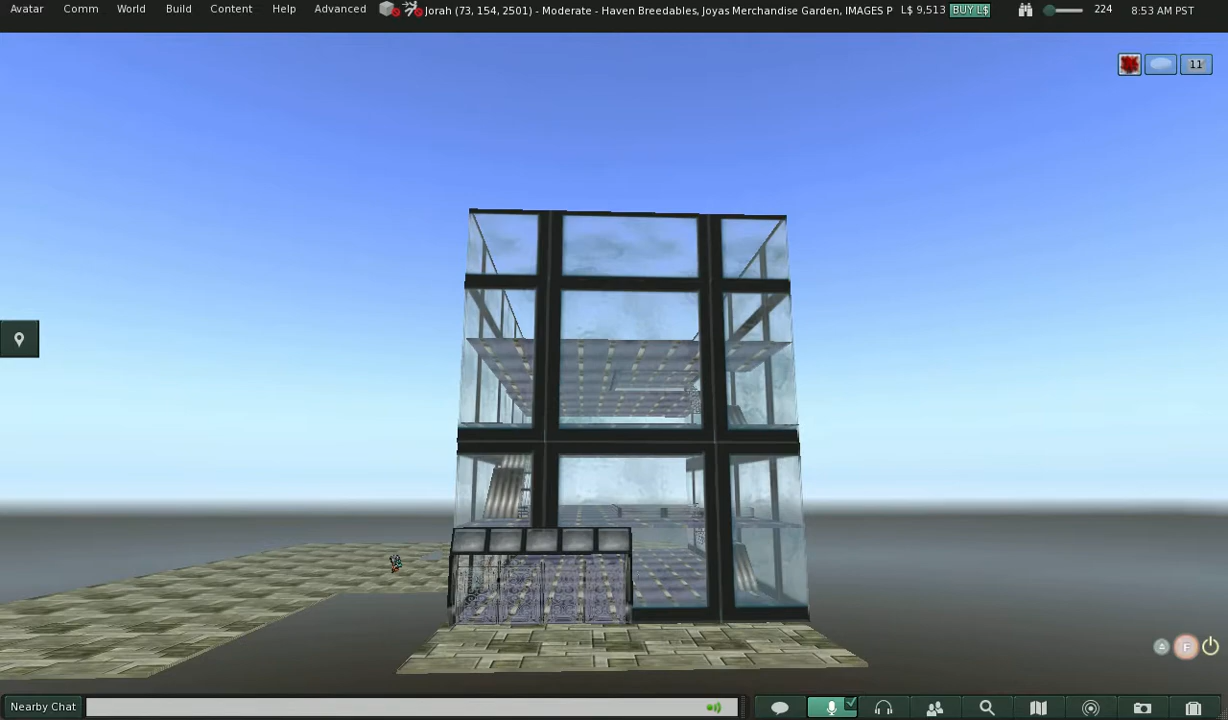 Avatar Comm World Build Content Help Advanced Jorah (73, 154, 2501) - Moderate - Haven Breedables, Joyas Merchandise Garden, IMAGES P L$ 9,513 BUY L$ 224 8:53 AM PST
11
F
Nearby Chat